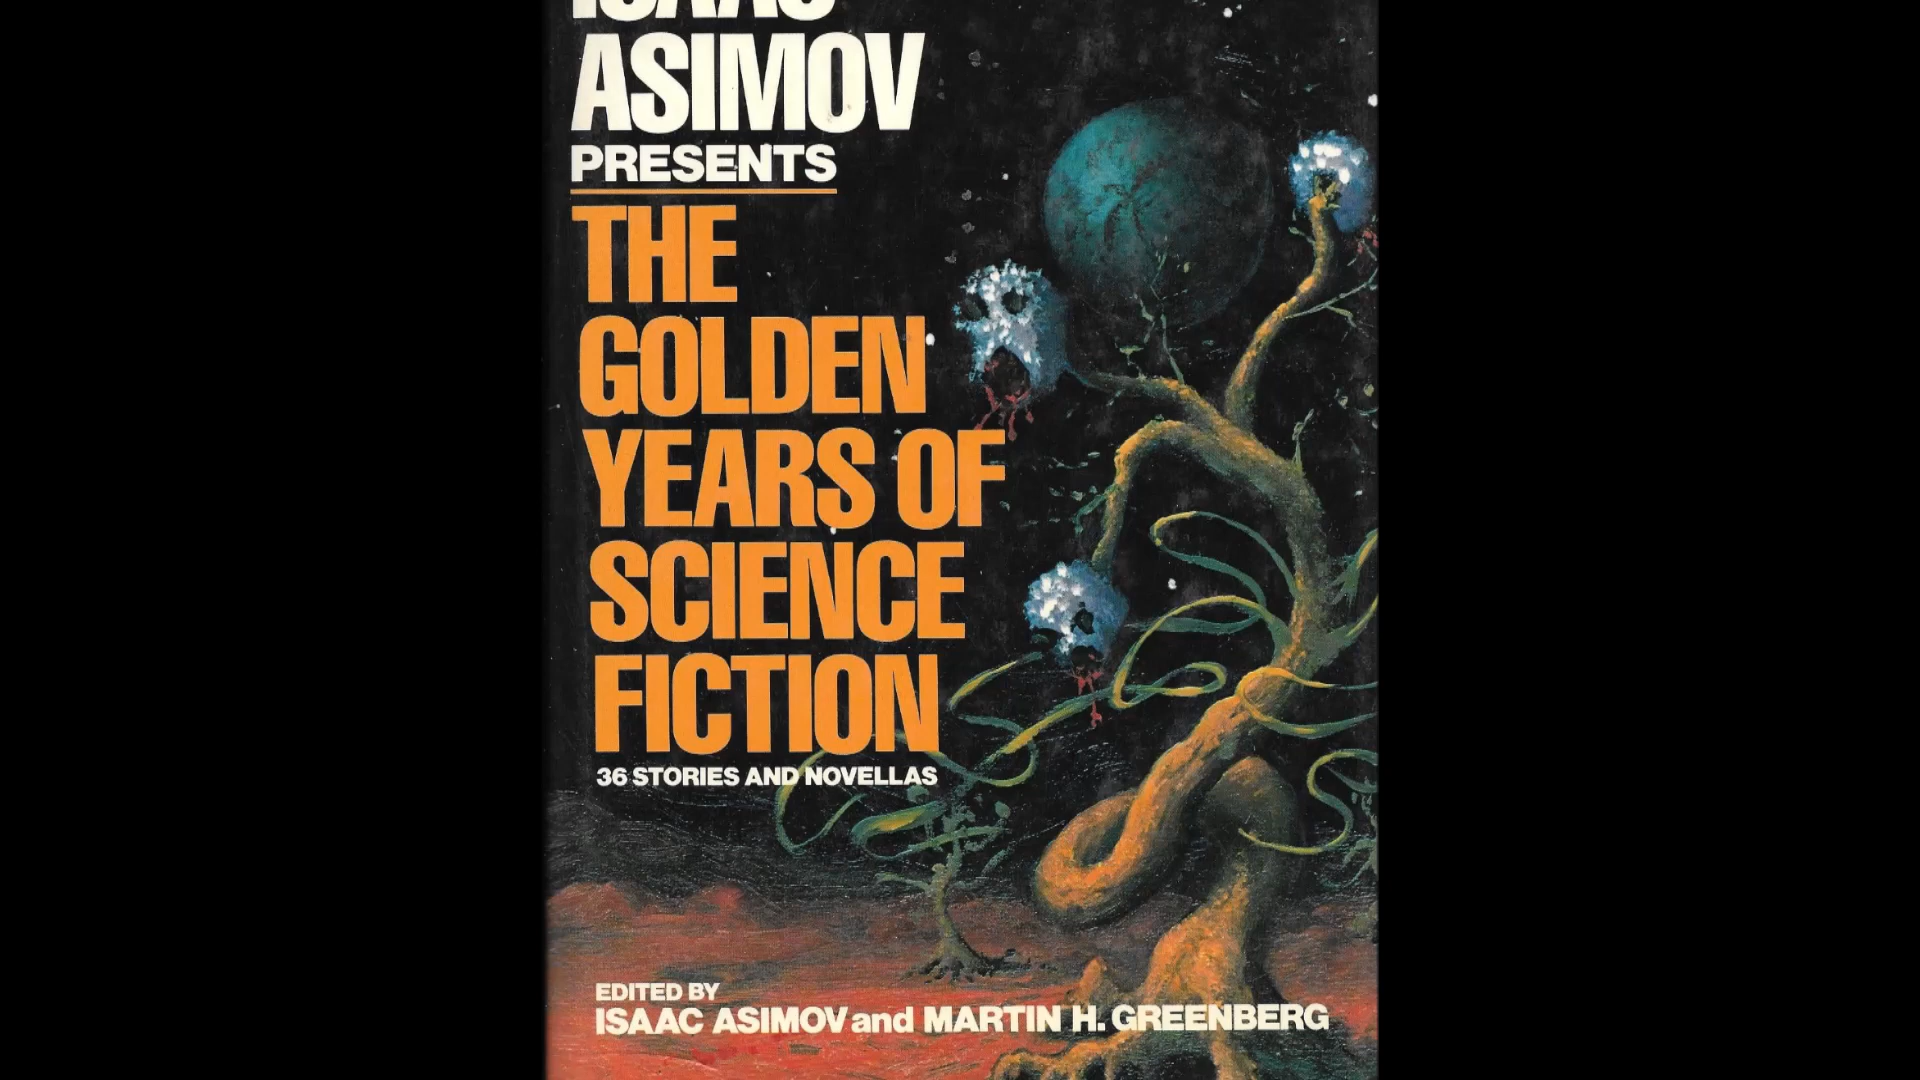 ISAAC
ASIMOV
PRESENTS
THE
GOLDEN
YEARS OF
SCIENCE
FICTION
36 STORIES AND NOVELLAS
EDITED BY
ISAAC ASIMOV and MARTIN H. GREENBERG